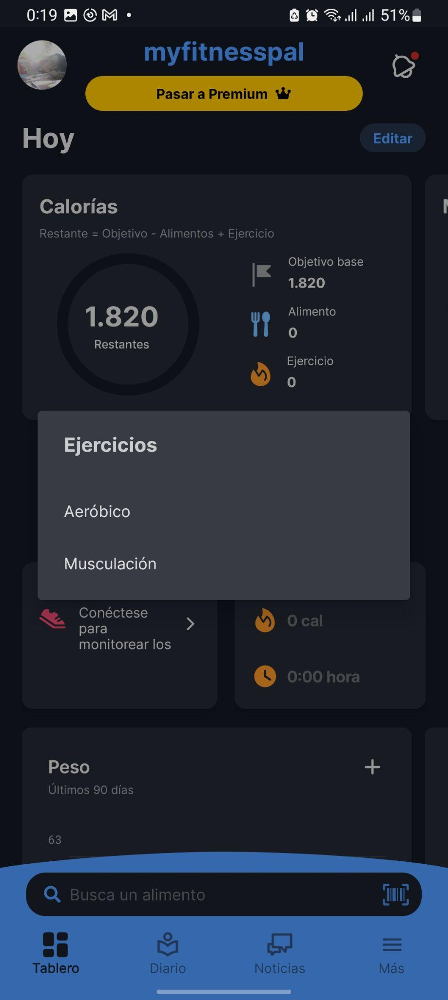 0:19
51%
myfitnesspal
Pasar a Premium
Hoy
Editar
Calorías
Restante = Objetivo - Alimentos + Ejercicio
1.820
Restantes
Objetivo base
1.820
Alimento
0
Ejercicio
0
Ejercicios
Aeróbico
Musculación
Conéctese
para
monitorear los
0 cal
0:00 hora
Peso
Últimos 90 días
63
Busca un alimento
Tablero
Diario
Noticias
Más